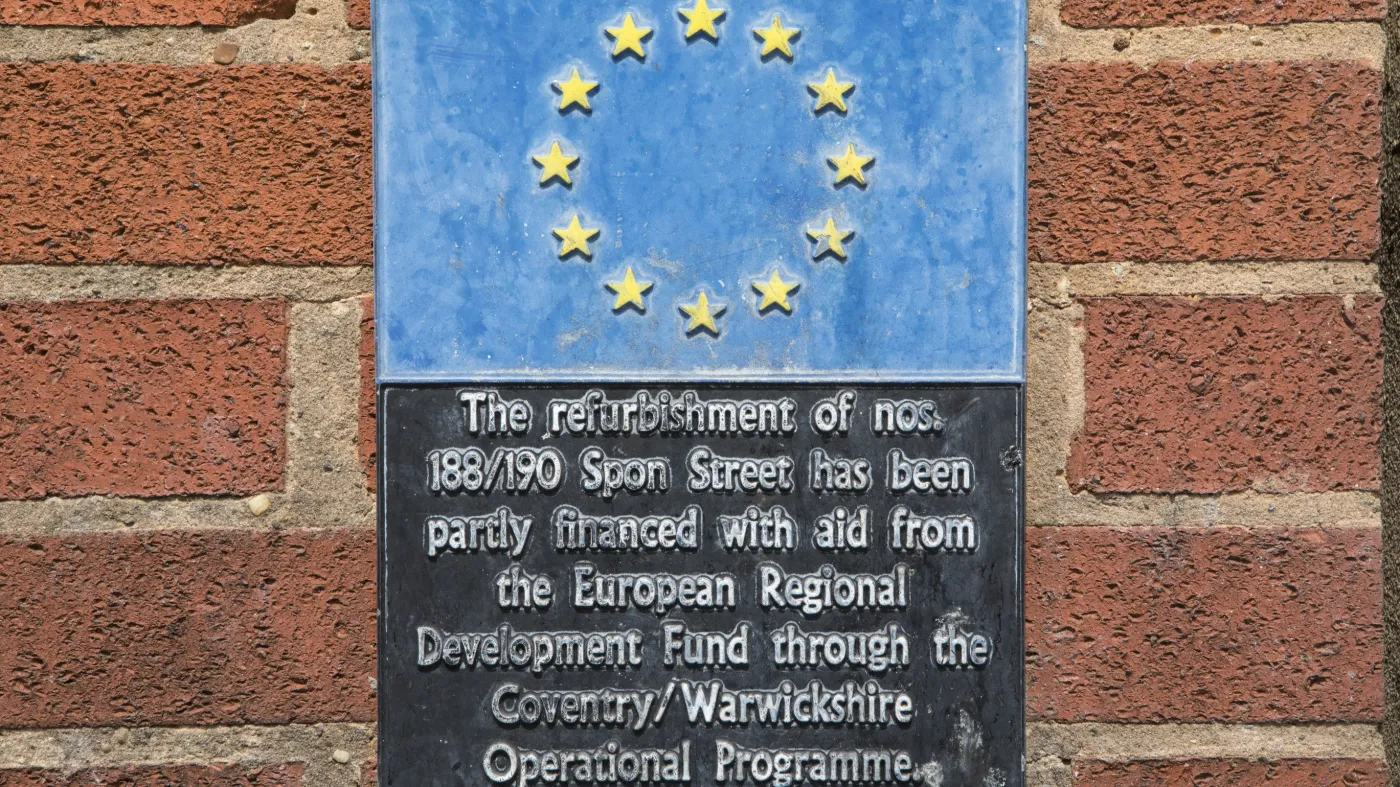 The refurbishment of nos.
188/190 Spon Street has been
partly financed with aid from
the European Regional
Development Fund through the
Coventry/Warwickshire
Operational Programme.